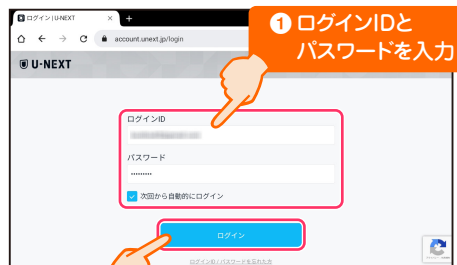 ログイン | U-NEXT
account.unext.jp/login
1 ログインIDと
パスワードを入力
U-NEXT
ログインID
パスワード
次回から自動的にログイン
ログイン
ログインID / パスワードを忘れた方